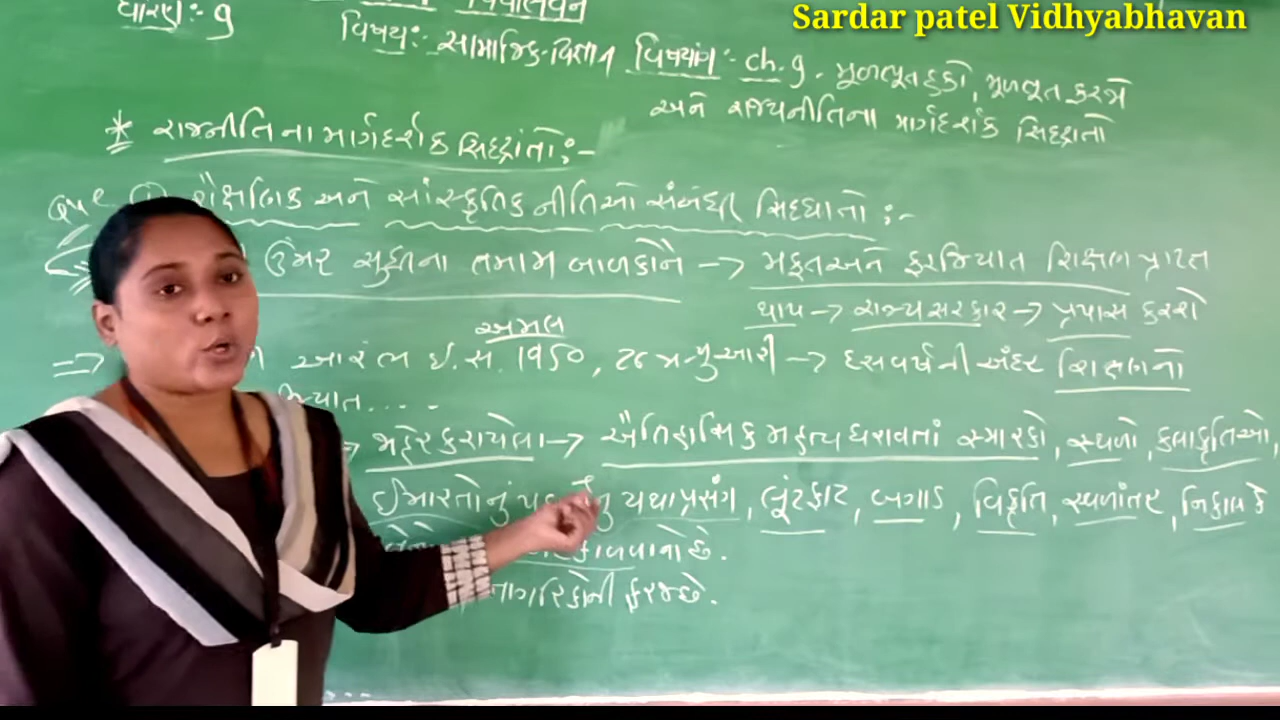 Sardar patel Vidhyabhavan
ધોરણ:- 9
વિષય:- સામાજિક-વિજ્ઞાન વિષયાંગ:- ch.9. મૂળભૂત હકો, મૂળભૂત ફરજો
અને રાજ્યનીતિના માર્ગદર્શક સિદ્ધાંતો
* રાજનીતિના માર્ગદર્શક સિદ્ધાંતો:-
શૈક્ષણિક અને સાંસ્કૃતિક નીતિઓ સંબંધી સિદ્ધાંતો:-
ઉંમર સુધીના તમામ બાળકોને → મફત અને ફરજિયાત શિક્ષણ પ્રાપ્ત
થાય → રાજ્ય સરકાર → પ્રયાસ કરશે
અમલ
⇒ આરંભ ઈ.સ. 1950, 26 જાન્યુઆરી → દસ વર્ષની અંદર શિક્ષણનો
→ જાહેર કરાયેલા → ઐતિહાસિક મહત્વ ધરાવતાં સ્મારકો, સ્થળો, કલાકૃતિઓ,
ઈમારતોનું યથાપ્રસંગ, લૂંટફાટ, બગાડ, વિકૃતિ, સ્થળાંતર, નિકાલ કે
છે.
નાગરિકોની ફરજ છે.